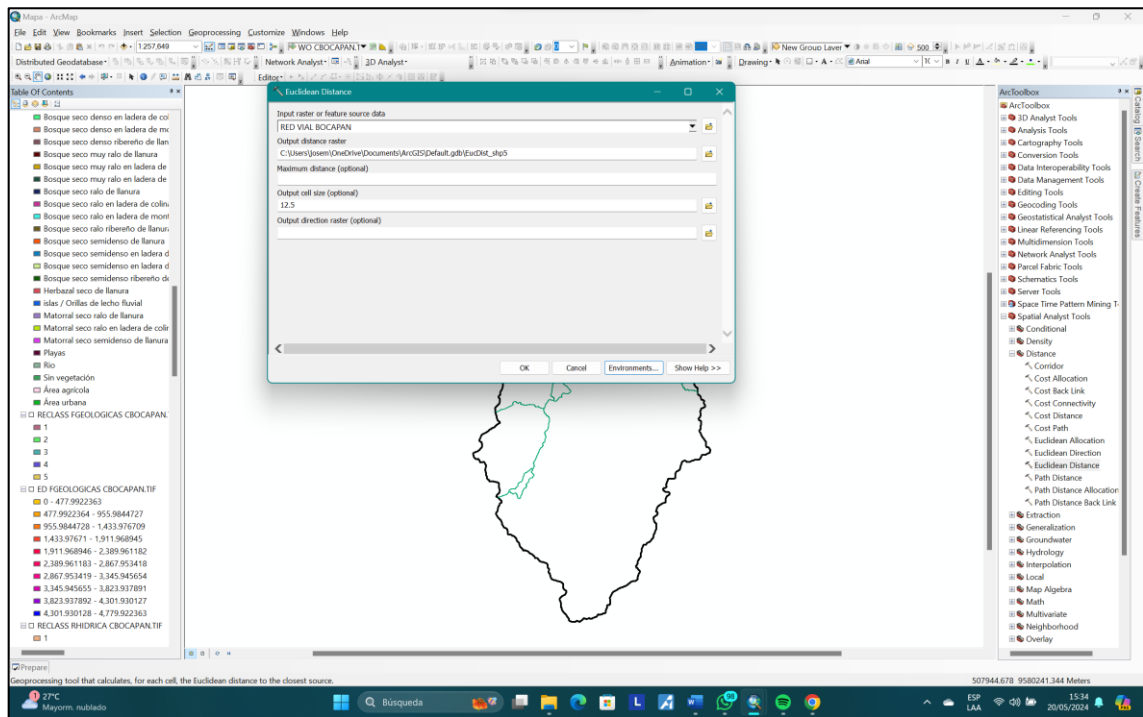 Mapa - ArcMap
File Edit View Bookmarks Insert Selection Geoprocessing Customize Windows Help
1:257,649
WO CBOCAPAN.T
New Group Layer
500
Distributed Geodatabase
Network Analyst
3D Analyst
Animation
Drawing
Arial
10
B I U A
Editor
Table Of Contents
Bosque seco denso en ladera de col
Bosque seco denso en ladera de mo
Bosque seco denso ribereño de llan
Bosque seco muy ralo de llanura
Bosque seco muy ralo en ladera de
Bosque seco muy ralo en ladera de
Bosque seco ralo de llanura
Bosque seco ralo en ladera de colina
Bosque seco ralo en ladera de mont
Bosque seco ralo ribereño de llanura
Bosque seco semidenso de llanura
Bosque seco semidenso en ladera d
Bosque seco semidenso en ladera d
Bosque seco semidenso ribereño de
Herbazal seco de llanura
islas / Orillas de lecho fluvial
Matorral seco ralo de llanura
Matorral seco ralo en ladera de colin
Matorral seco semidenso de llanura
Playas
Rio
Sin vegetación
Área agrícola
Área urbana
RECLASS FGEOLOGICAS CBOCAPAN.
1
2
3
4
5
ED FGEOLOGICAS CBOCAPAN.TIF
0 - 477.9922363
477.9922364 - 955.9844727
955.9844728 - 1,433.976709
1,433.97671 - 1,911.968945
1,911.968946 - 2,389.961182
2,389.961183 - 2,867.953418
2,867.953419 - 3,345.945654
3,345.945655 - 3,823.937891
3,823.937892 - 4,301.930127
4,301.930128 - 4,779.922363
RECLASS RHIDRICA CBOCAPAN.TIF
1
Euclidean Distance
Input raster or feature source data
RED VIAL BOCAPAN
Output distance raster
C:\Users\josem\OneDrive\Documents\ArcGIS\Default.gdb\EucDist_shp5
Maximum distance (optional)
Output cell size (optional)
12.5
Output direction raster (optional)
OK Cancel Environments... Show Help >>
ArcToolbox
ArcToolbox
3D Analyst Tools
Analysis Tools
Cartography Tools
Conversion Tools
Data Interoperability Tools
Data Management Tools
Editing Tools
Geocoding Tools
Geostatistical Analyst Tools
Linear Referencing Tools
Multidimension Tools
Network Analyst Tools
Parcel Fabric Tools
Schematics Tools
Server Tools
Space Time Pattern Mining T
Spatial Analyst Tools
Conditional
Density
Distance
Corridor
Cost Allocation
Cost Back Link
Cost Connectivity
Cost Distance
Cost Path
Euclidean Allocation
Euclidean Direction
Euclidean Distance
Path Distance
Path Distance Allocation
Path Distance Back Link
Extraction
Generalization
Groundwater
Hydrology
Interpolation
Local
Map Algebra
Math
Multivariate
Neighborhood
Overlay
Catalog
Search
Create Features
Prepare
Geoprocessing tool that calculates, for each cell, the Euclidean distance to the closest source.
507944.678 9580241.344 Meters
1
27°C
Mayorm. nublado
Búsqueda
98
ESP
LAA
15:34
20/05/2024